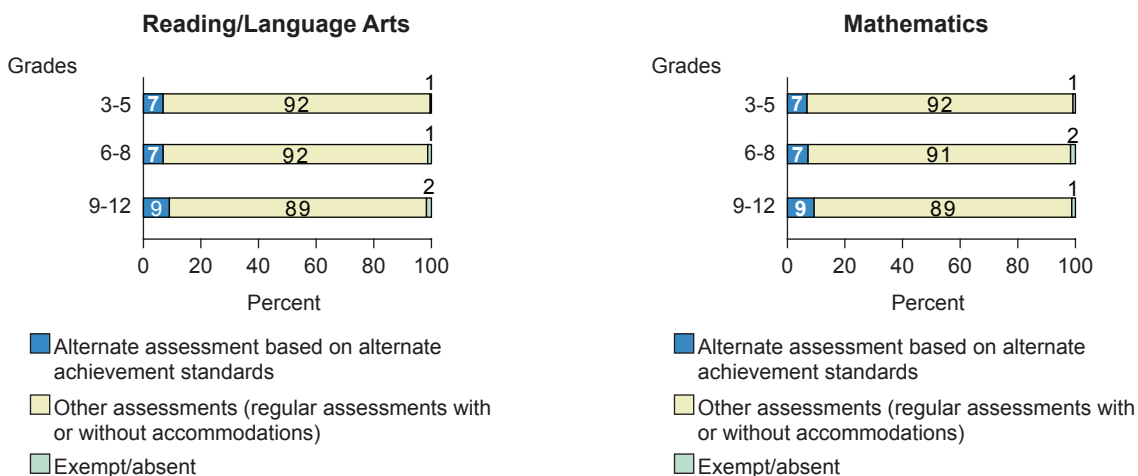 Reading/Language Arts
Grades
1
3-5 7 92
1
6-8 7 92
2
9-12 9 89
0 20 40 60 80 100
Percent
Alternate assessment based on alternate
achievement standards
Other assessments (regular assessments with
or without accommodations)
Exempt/absent
Mathematics
Grades
1
3-5 7 92
2
6-8 7 91
1
9-12 9 89
0 20 40 60 80 100
Percent
Alternate assessment based on alternate
achievement standards
Other assessments (regular assessments with
or without accommodations)
Exempt/absent